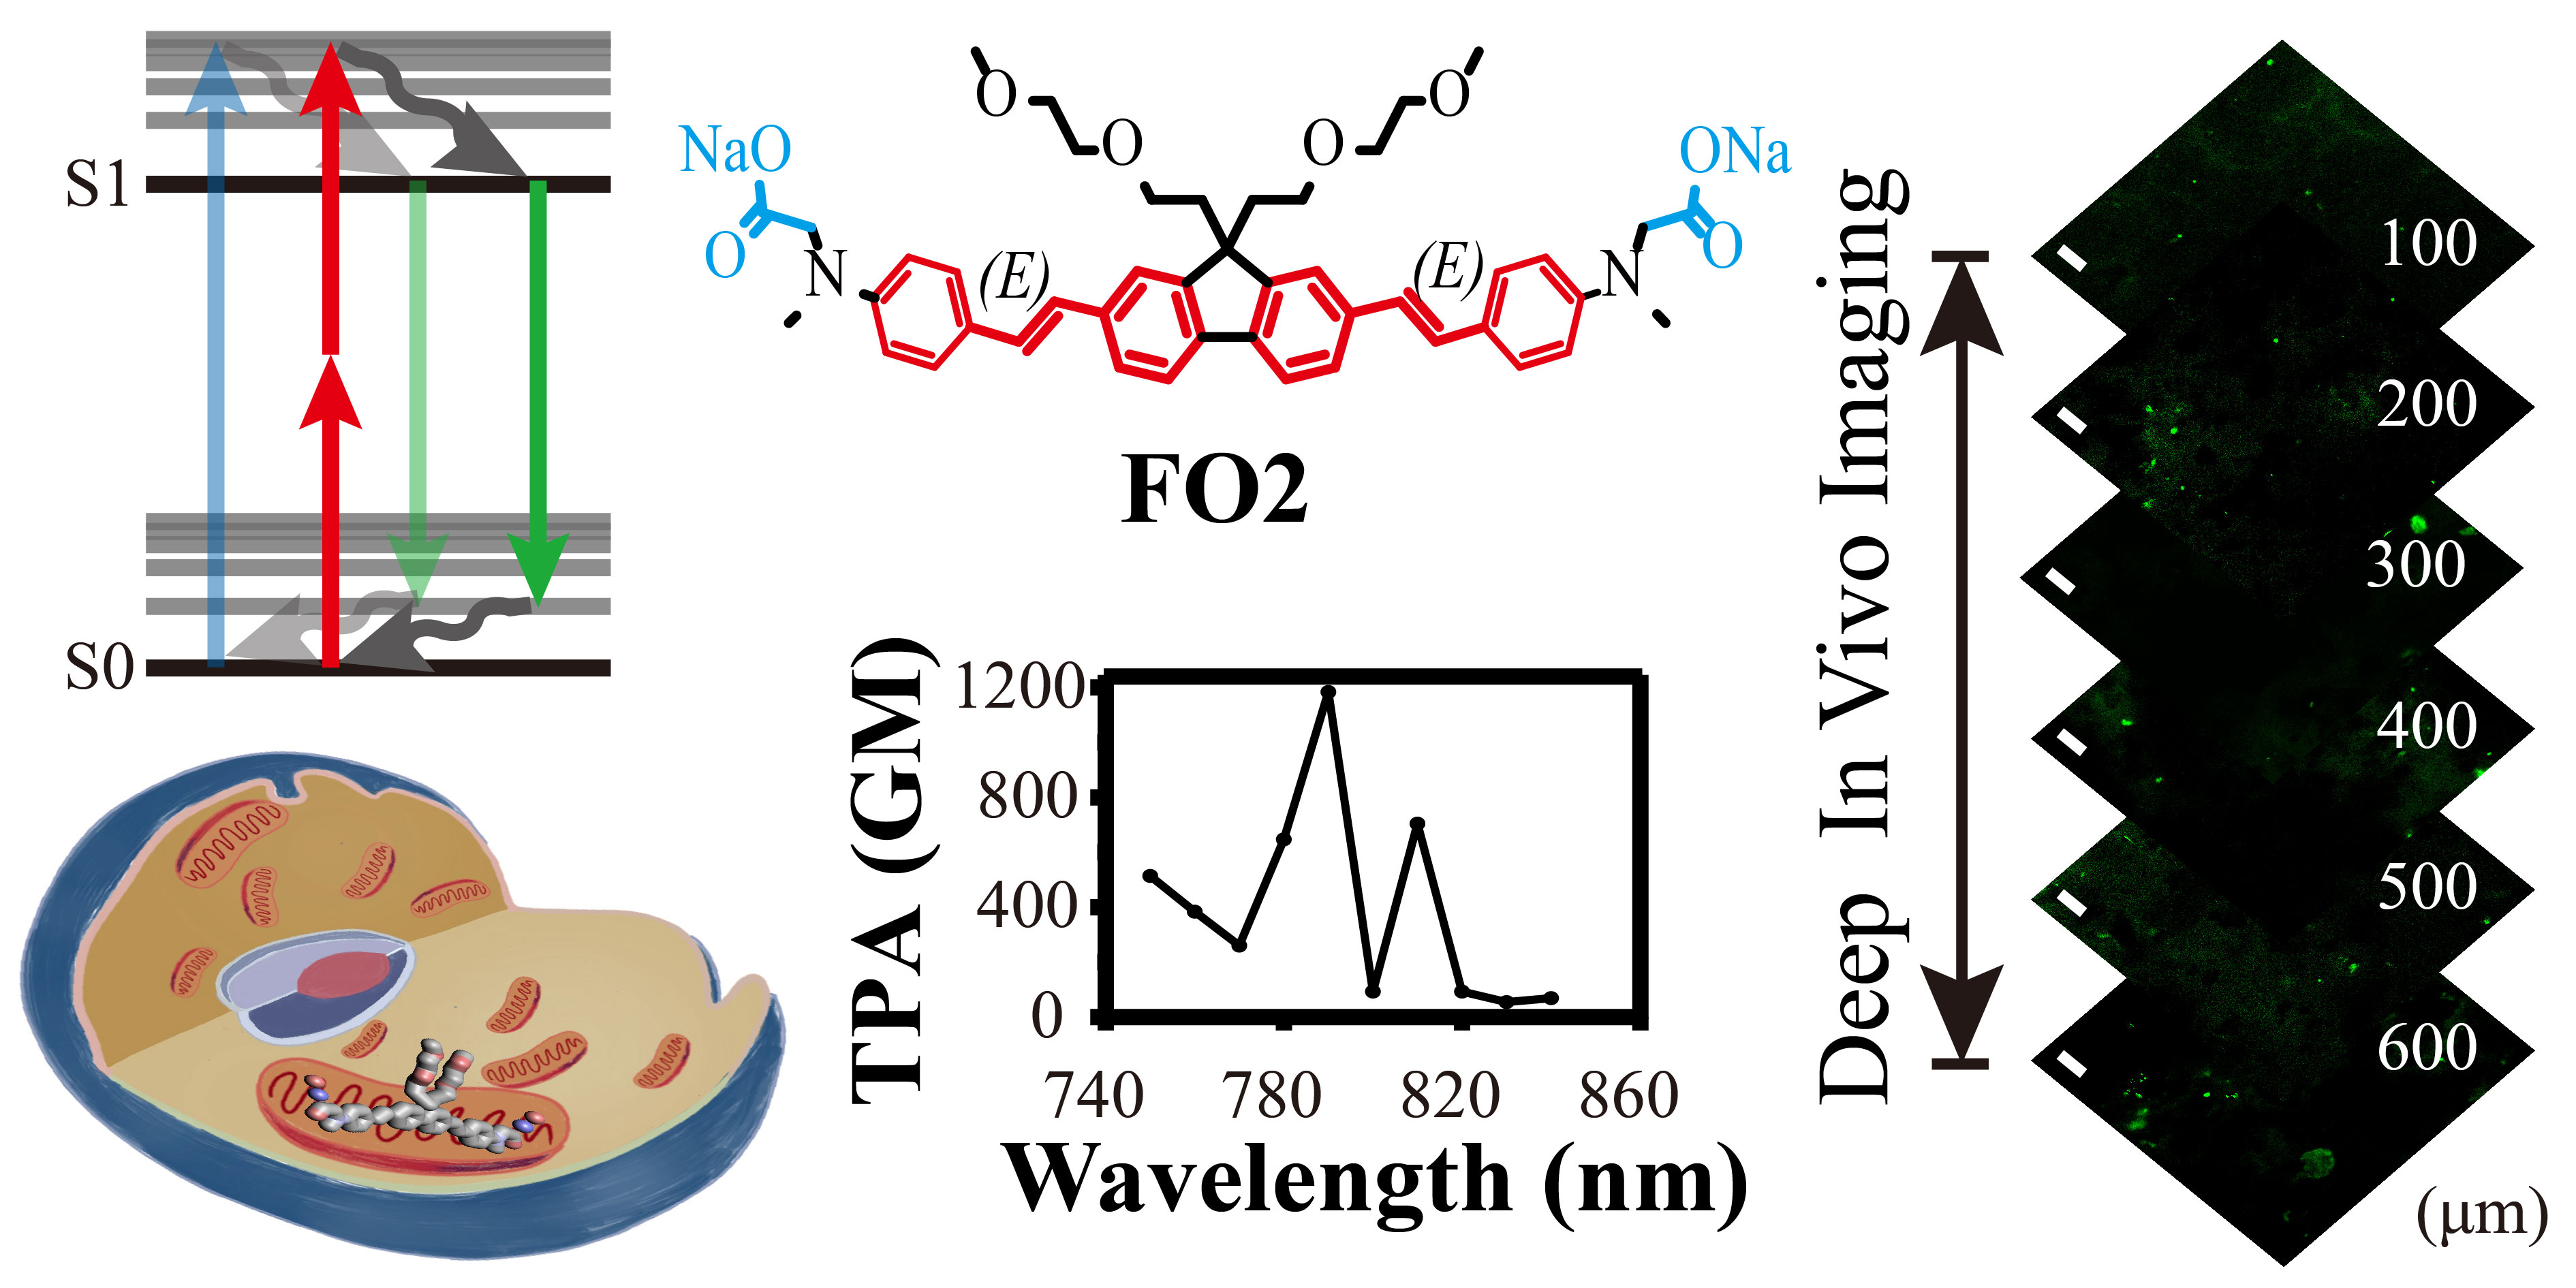 S1
S0
O
O
O
O
NaO
O
N
(E)
(E)
N
ONa
O
FO2
TPA (GM)
1200
800
400
0
740 780 820 860
Wavelength (nm)
Deep In Vivo Imaging
100
200
300
400
500
600
(μm)